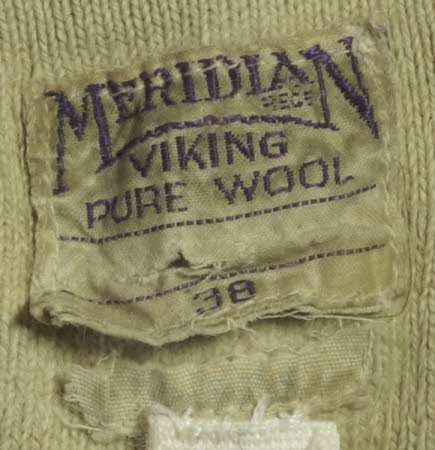 MERIDIAN
REGD
VIKING
PURE WOOL
38